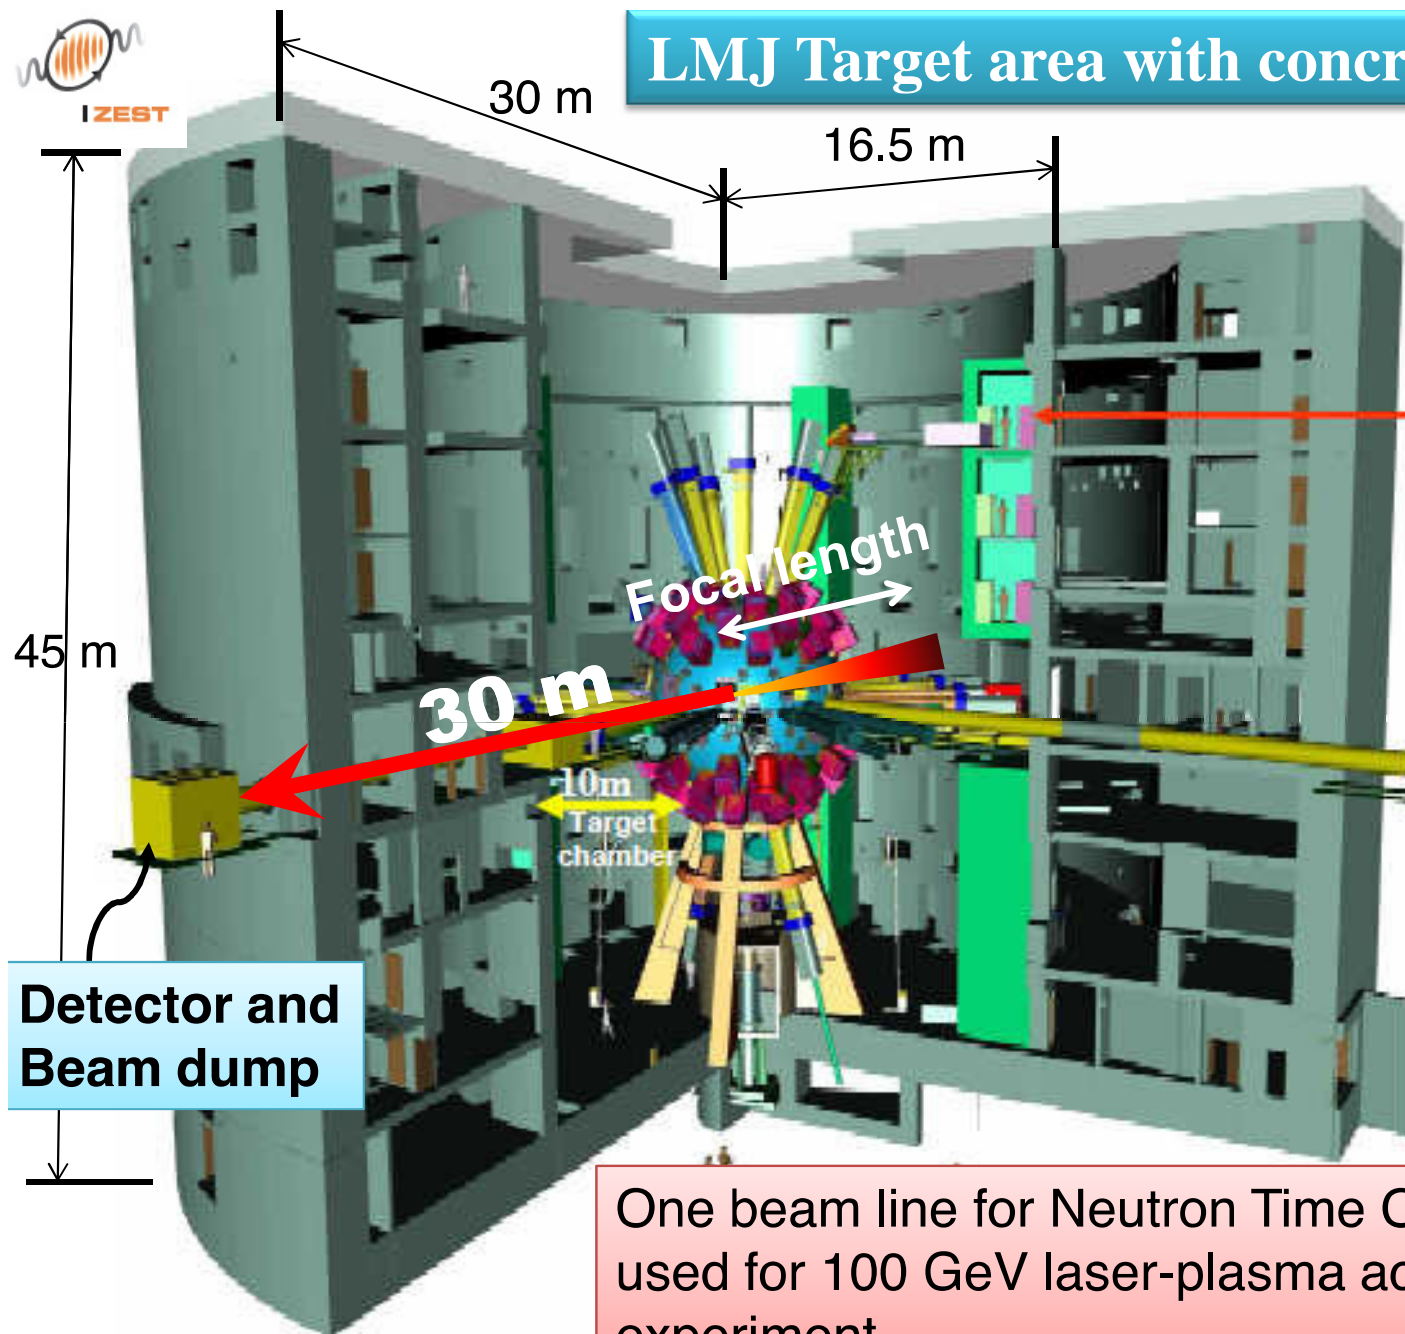 IZEST
LMJ Target area with concr
30 m
16.5 m
Focal length
45 m
30 m
10m
Target
chamber
Detector and
Beam dump
One beam line for Neutron Time O
used for 100 GeV laser-plasma ac
experiment